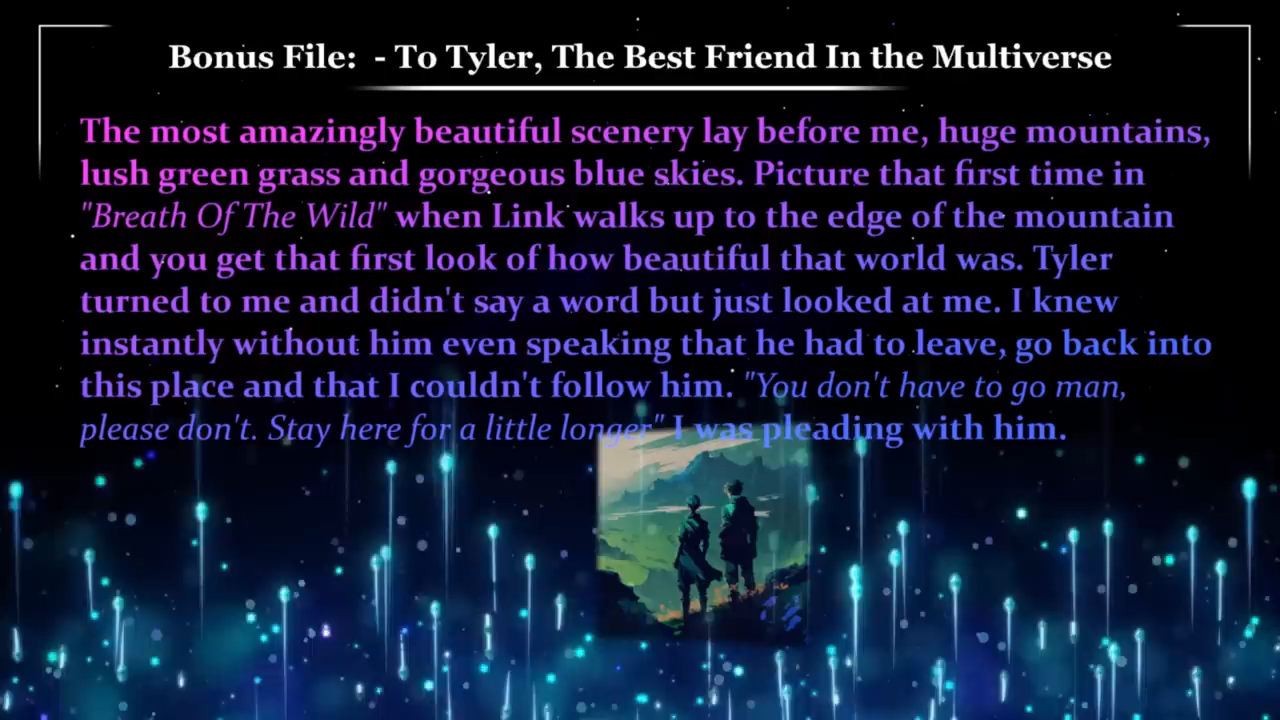 Bonus File:  - To Tyler, The Best Friend In the Multiverse
The most amazingly beautiful scenery lay before me, huge mountains,
lush green grass and gorgeous blue skies. Picture that first time in
"Breath Of The Wild" when Link walks up to the edge of the mountain
and you get that first look of how beautiful that world was. Tyler
turned to me and didn't say a word but just looked at me. I knew
instantly without him even speaking that he had to leave, go back into
this place and that I couldn't follow him. "You don't have to go man,
please don't. Stay here for a little longer" I was pleading with him.